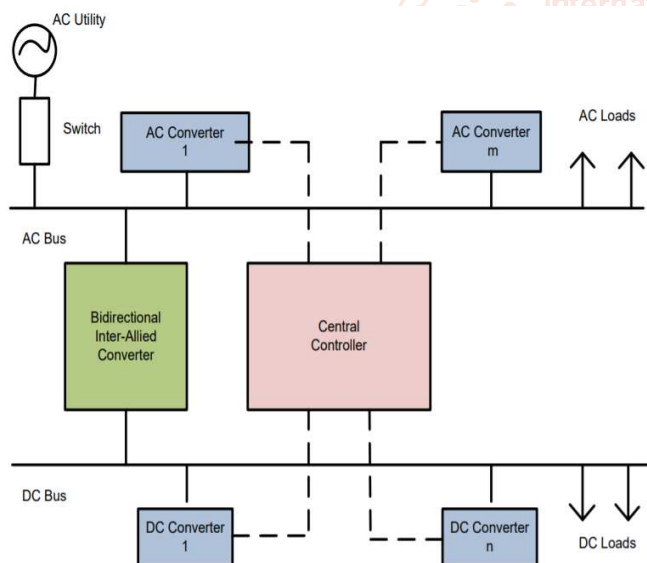 AC Utility
Switch
AC Converter
1
AC Converter
m
AC Loads
AC Bus
Bidirectional
Inter-Allied
Converter
Central
Controller
DC Bus
DC Converter
1
DC Converter
n
DC Loads